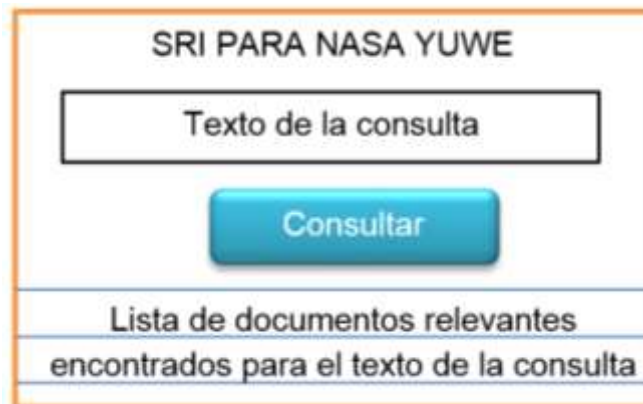 SRI PARA NASA YUWE
Texto de la consulta
Consultar
Lista de documentos relevantes
encontrados para el texto de la consulta